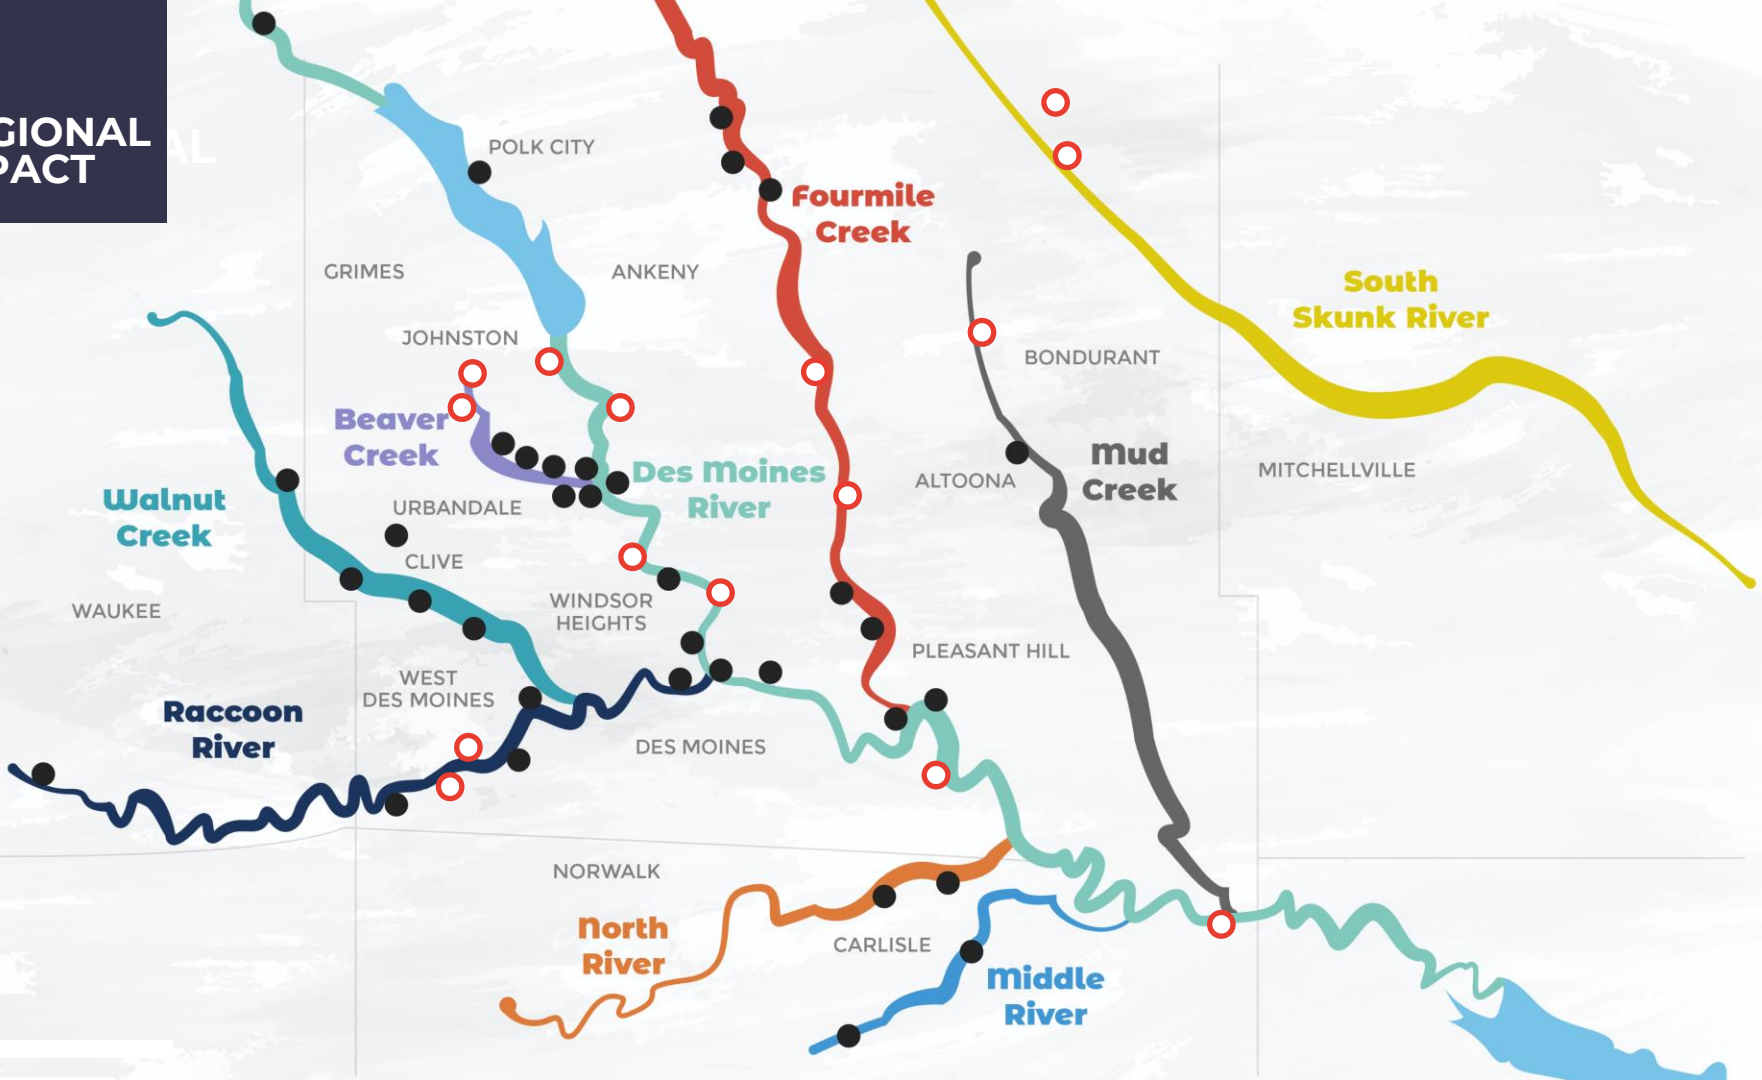 GIONAL
PACT
AL
POLK CITY
Fourmile
Creek
GRIMES
ANKENY
South
Skunk River
JOHNSTON
BONDURANT
Beaver
Creek
Mud
Creek
Des Moines
River
ALTOONA
MITCHELLVILLE
Walnut
Creek
URBANDALE
CLIVE
WAUKEE
WINDSOR
HEIGHTS
PLEASANT HILL
WEST
DES MOINES
Raccoon
River
DES MOINES
NORWALK
North
River
CARLISLE
Middle
River